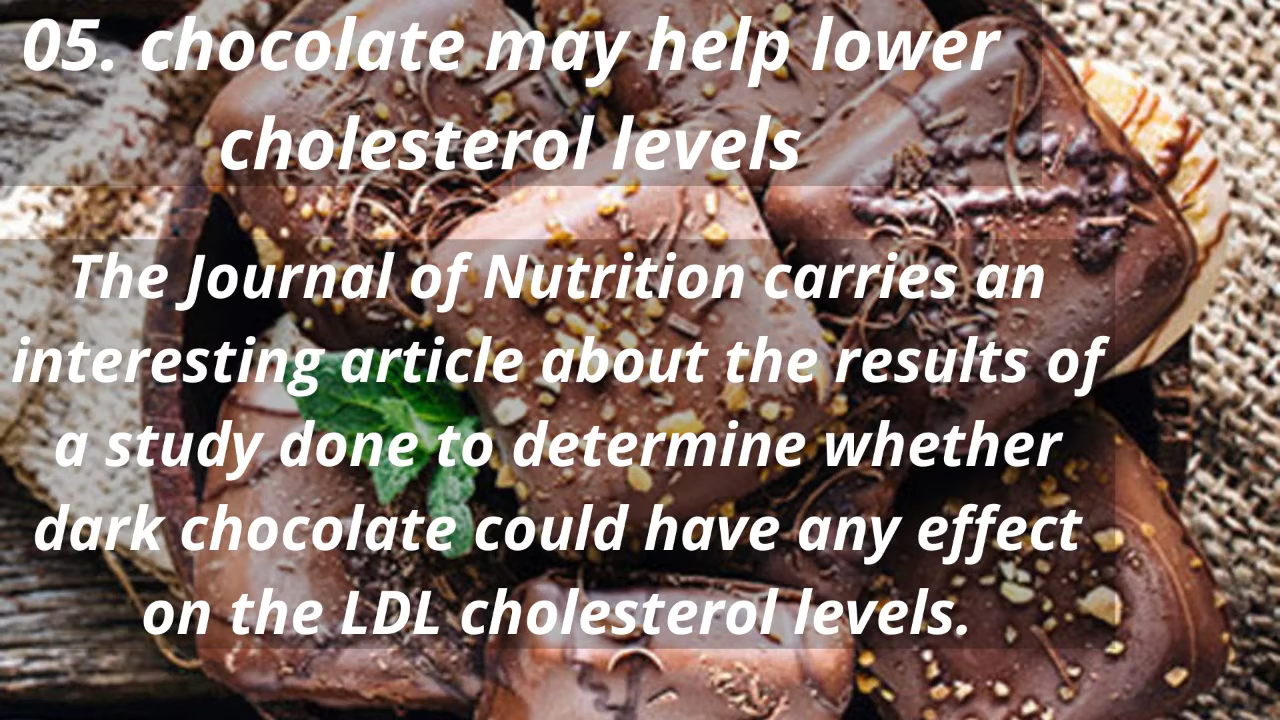 05. chocolate may help lower
cholesterol levels
The Journal of Nutrition carries an
interesting article about the results of
a study done to determine whether
dark chocolate could have any effect
on the LDL cholesterol levels.